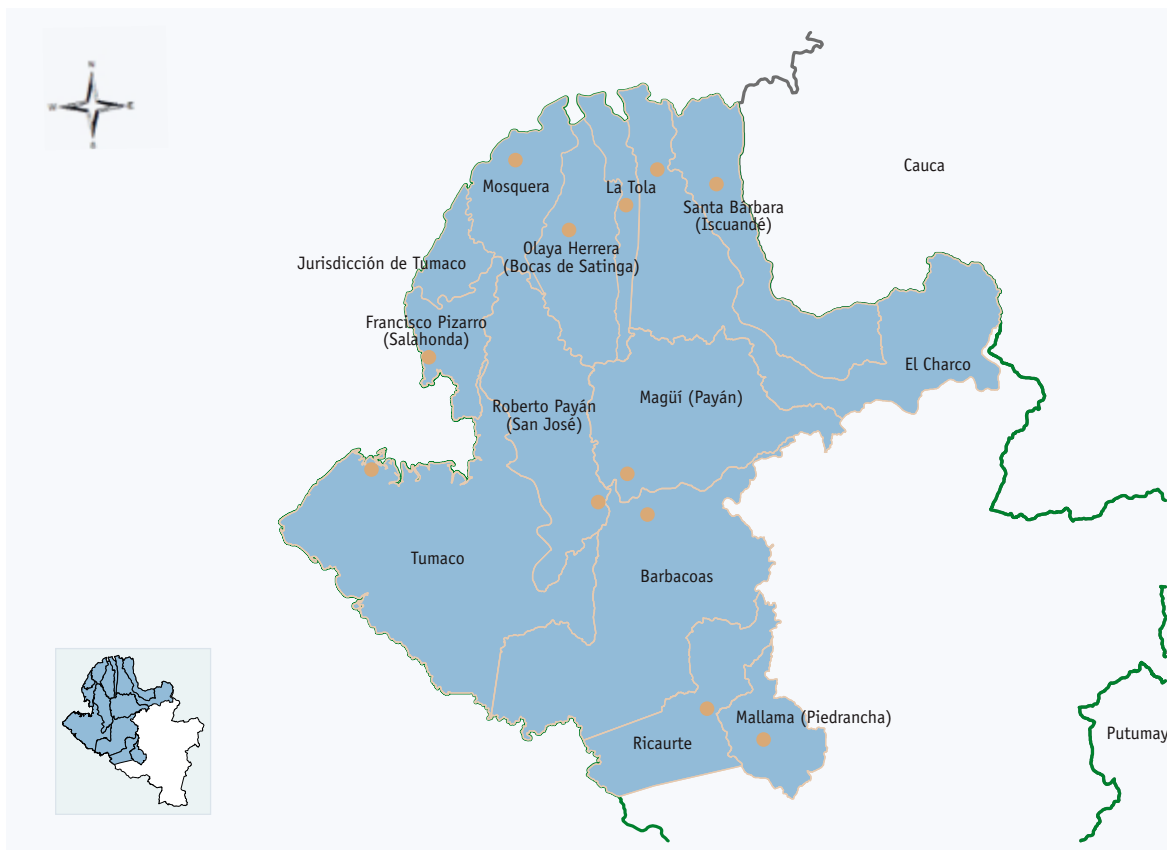 N
W
E
S
Cauca
Mosquera
La Tola
Santa Bárbara
(Iscuandé)
Olaya Herrera
(Bocas de Satinga)
Jurisdicción de Tumaco
Francisco Pizarro
(Salahonda)
El Charco
Magüí (Payán)
Roberto Payán
(San José)
Tumaco
Barbacoas
Mallama (Piedrancha)
Ricaurte
Putumay